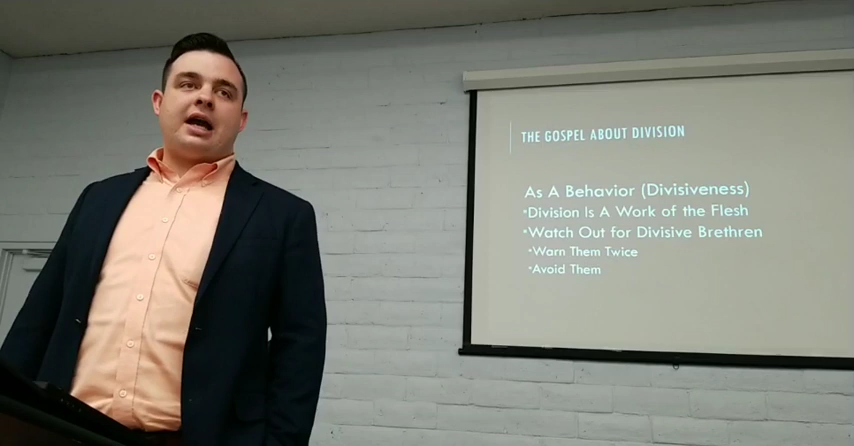 THE GOSPEL ABOUT DIVISION
As A Behavior (Divisiveness)
•Division Is A Work of the Flesh
•Watch Out for Divisive Brethren
•Warn Them Twice
•Avoid Them